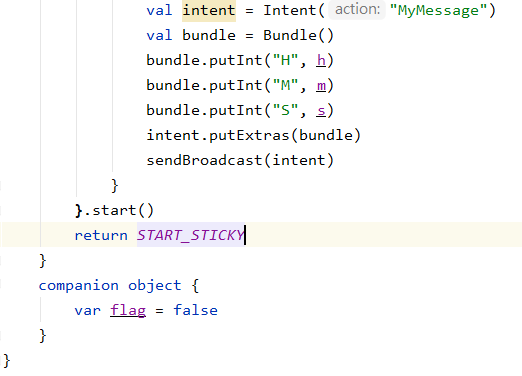 val intent = Intent( action: "MyMessage")
val bundle = Bundle()
bundle.putInt("H", h)
bundle.putInt("M", m)
bundle.putInt("S", s)
intent.putExtras(bundle)
sendBroadcast(intent)
}
}.start()
return START_STICKY
}
companion object {
var flag = false
}
}